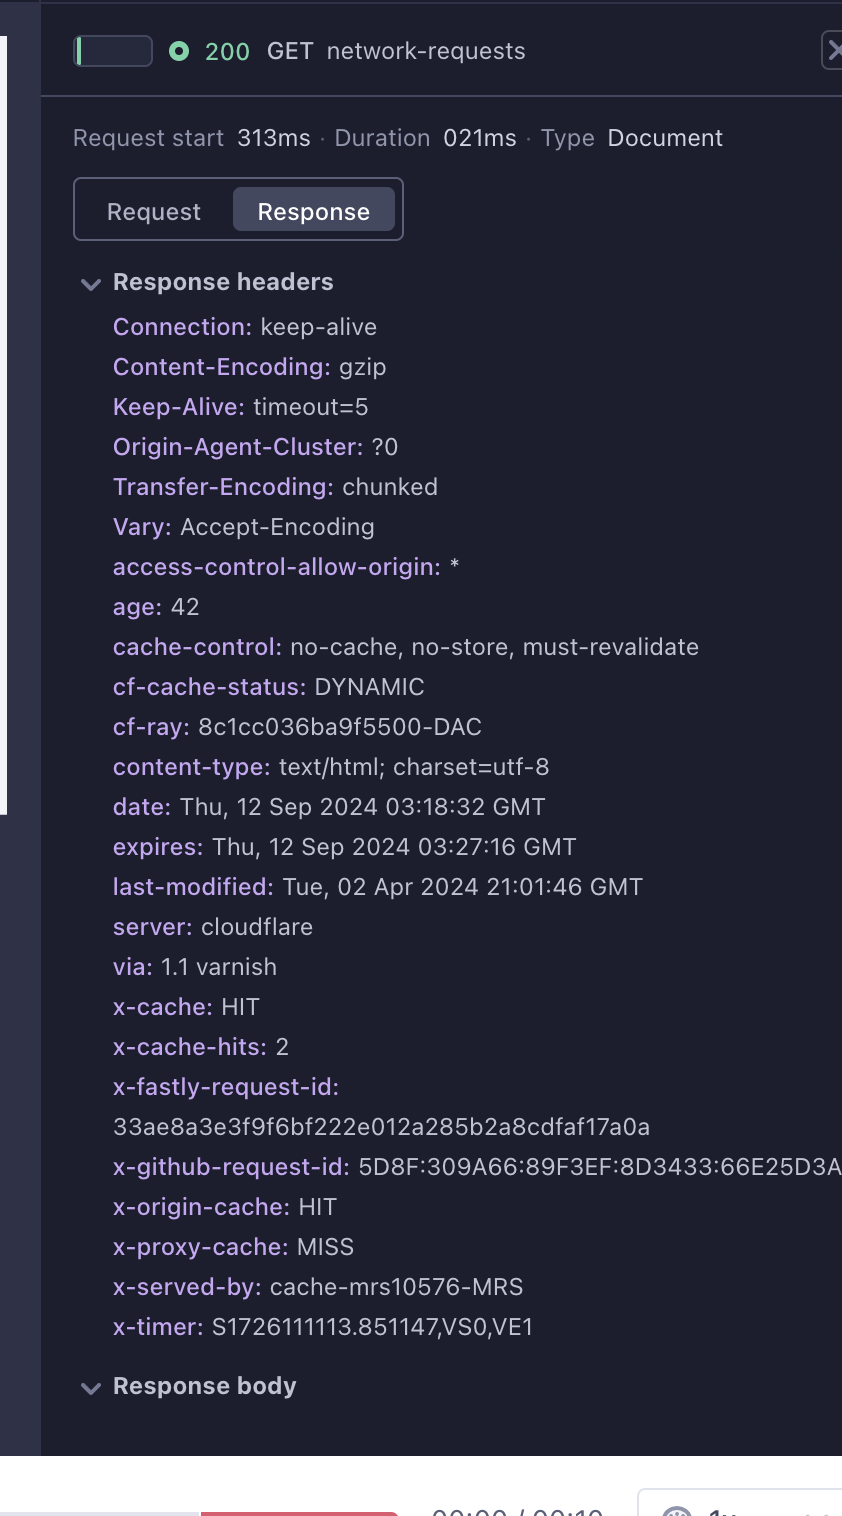 200 GET network-requests
Request start 313ms · Duration 021ms · Type Document
Request Response
Response headers
Connection: keep-alive
Content-Encoding: gzip
Keep-Alive: timeout=5
Origin-Agent-Cluster: ?0
Transfer-Encoding: chunked
Vary: Accept-Encoding
access-control-allow-origin: *
age: 42
cache-control: no-cache, no-store, must-revalidate
cf-cache-status: DYNAMIC
cf-ray: 8c1cc036ba9f5500-DAC
content-type: text/html; charset=utf-8
date: Thu, 12 Sep 2024 03:18:32 GMT
expires: Thu, 12 Sep 2024 03:27:16 GMT
last-modified: Tue, 02 Apr 2024 21:01:46 GMT
server: cloudflare
via: 1.1 varnish
x-cache: HIT
x-cache-hits: 2
x-fastly-request-id:
33ae8a3e3f9f6bf222e012a285b2a8cdfaf17a0a
x-github-request-id: 5D8F:309A66:89F3EF:8D3433:66E25D3A
x-origin-cache: HIT
x-proxy-cache: MISS
x-served-by: cache-mrs10576-MRS
x-timer: S1726111113.851147,VS0,VE1
Response body